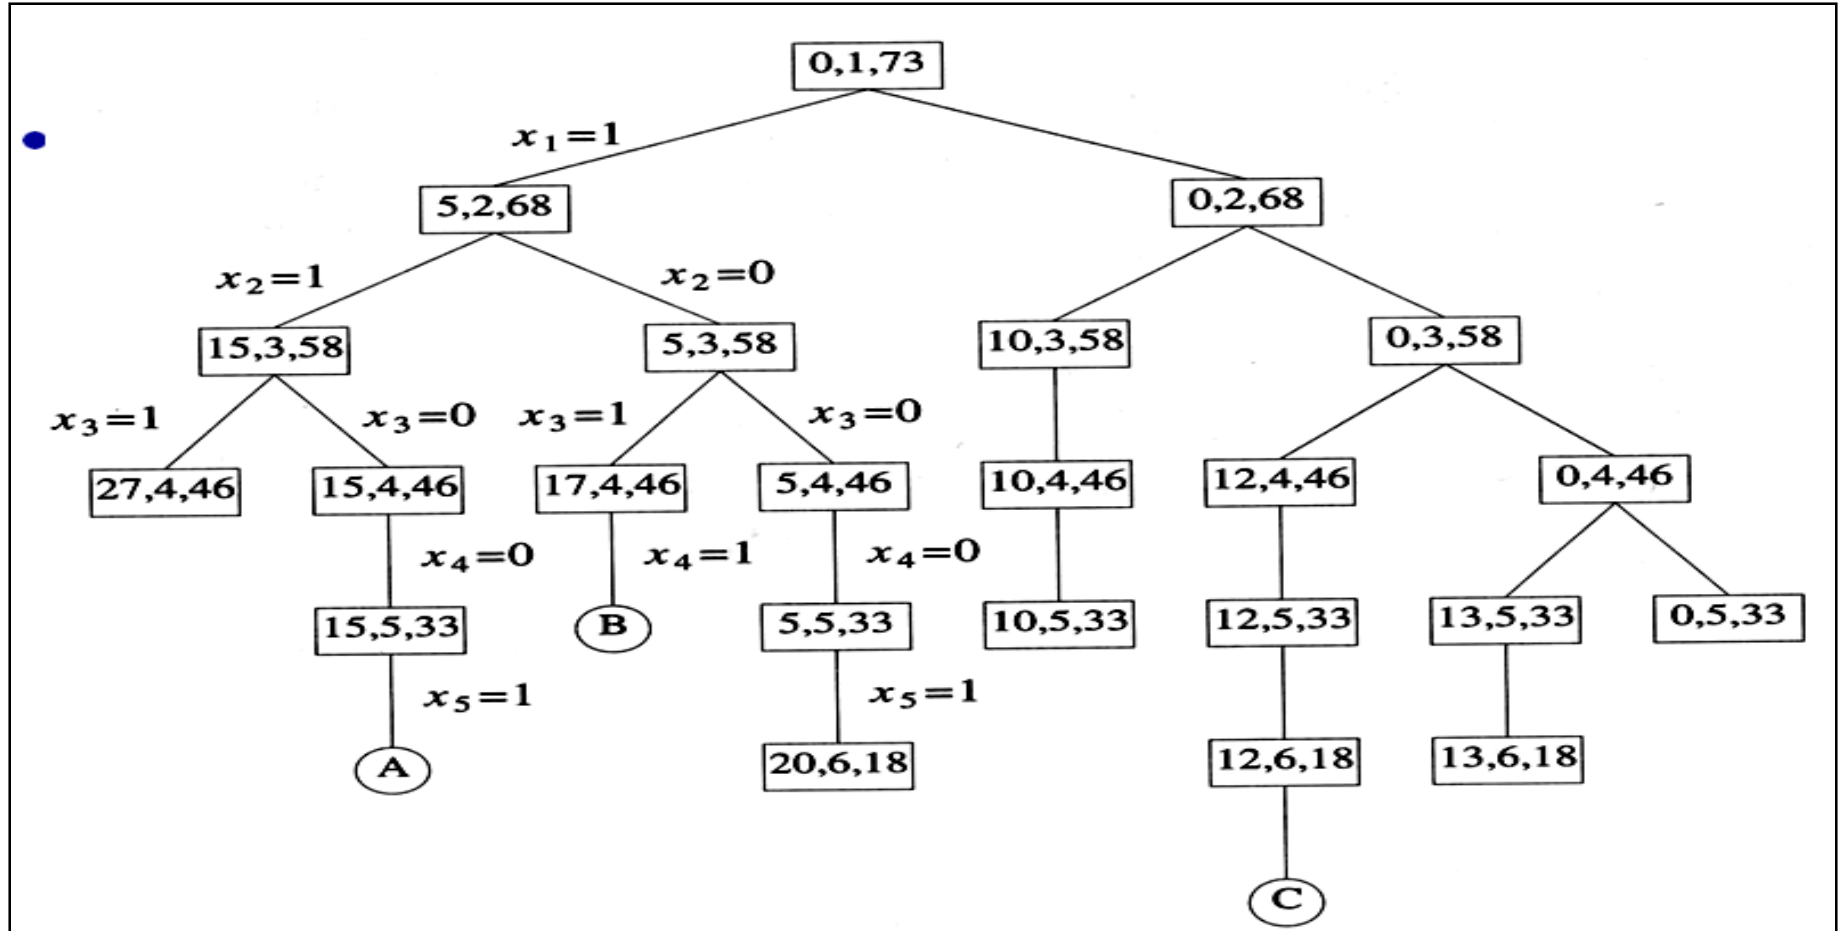 0,1,73
x1=1
5,2,68
0,2,68
x2=1
x2=0
15,3,58
5,3,58
10,3,58
0,3,58
x3=1
x3=0
x3=1
x3=0
27,4,46
15,4,46
17,4,46
5,4,46
10,4,46
12,4,46
0,4,46
x4=0
x4=1
x4=0
15,5,33
B
5,5,33
10,5,33
12,5,33
13,5,33
0,5,33
x5=1
x5=1
A
20,6,18
12,6,18
13,6,18
C